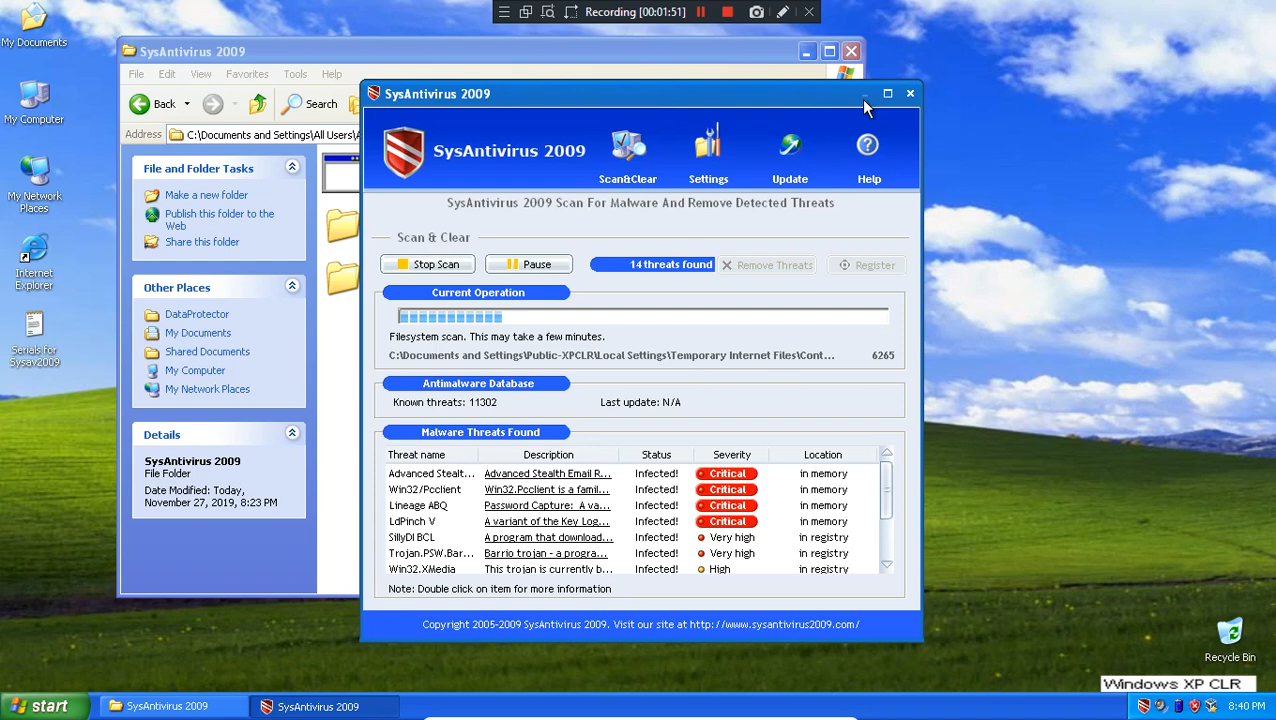 Recording [00:01:51]
My Documents
My Computer
My Network
Places
Internet
Explorer
Serials for
Sysav2009
SysAntivirus 2009
File Edit View Favorites Tools Help
Back Search
Address C:\Documents and Settings\All Users\A
File and Folder Tasks
Make a new folder
Publish this folder to the
Web
Share this folder
Other Places
DataProtector
My Documents
Shared Documents
My Computer
My Network Places
Details
SysAntivirus 2009
File Folder
Date Modified: Today,
November 27, 2019, 8:23 PM
SysAntivirus 2009
SysAntivirus 2009
Scan&Clear Settings Update Help
SysAntivirus 2009 Scan For Malware And Remove Detected Threats
Scan & Clear
Stop Scan Pause 14 threats found Remove Threats Register
Current Operation
Filesystem scan. This may take a few minutes.
C:\Documents and Settings\Public-XPCLR\Local Settings\Temporary Internet Files\Cont... 6265
Antimalware Database
Known threats: 11302 Last update: N/A
Malware Threats Found
Threat name Description Status Severity Location
Advanced Stealt... Advanced Stealth Email R... Infected! Critical in memory
Win32/Pcclient Win32.Pcclient is a famil... Infected! Critical in memory
Lineage ABQ Password Capture: A va... Infected! Critical in memory
LdPinch V A variant of the Key Log... Infected! Critical in memory
SillyDl BCL A program that download... Infected! Very high in registry
Trojan.PSW.Bar... Barrio trojan - a progra... Infected! Very high in registry
Win32.XMedia This trojan is currently b... Infected! High in registry
Note: Double click on item for more information
Copyright 2005-2009 SysAntivirus 2009. Visit our site at http://www.sysantivirus2009.com/
Recycle Bin
Windows XP CLR
start SysAntivirus 2009 SysAntivirus 2009 8:40 PM